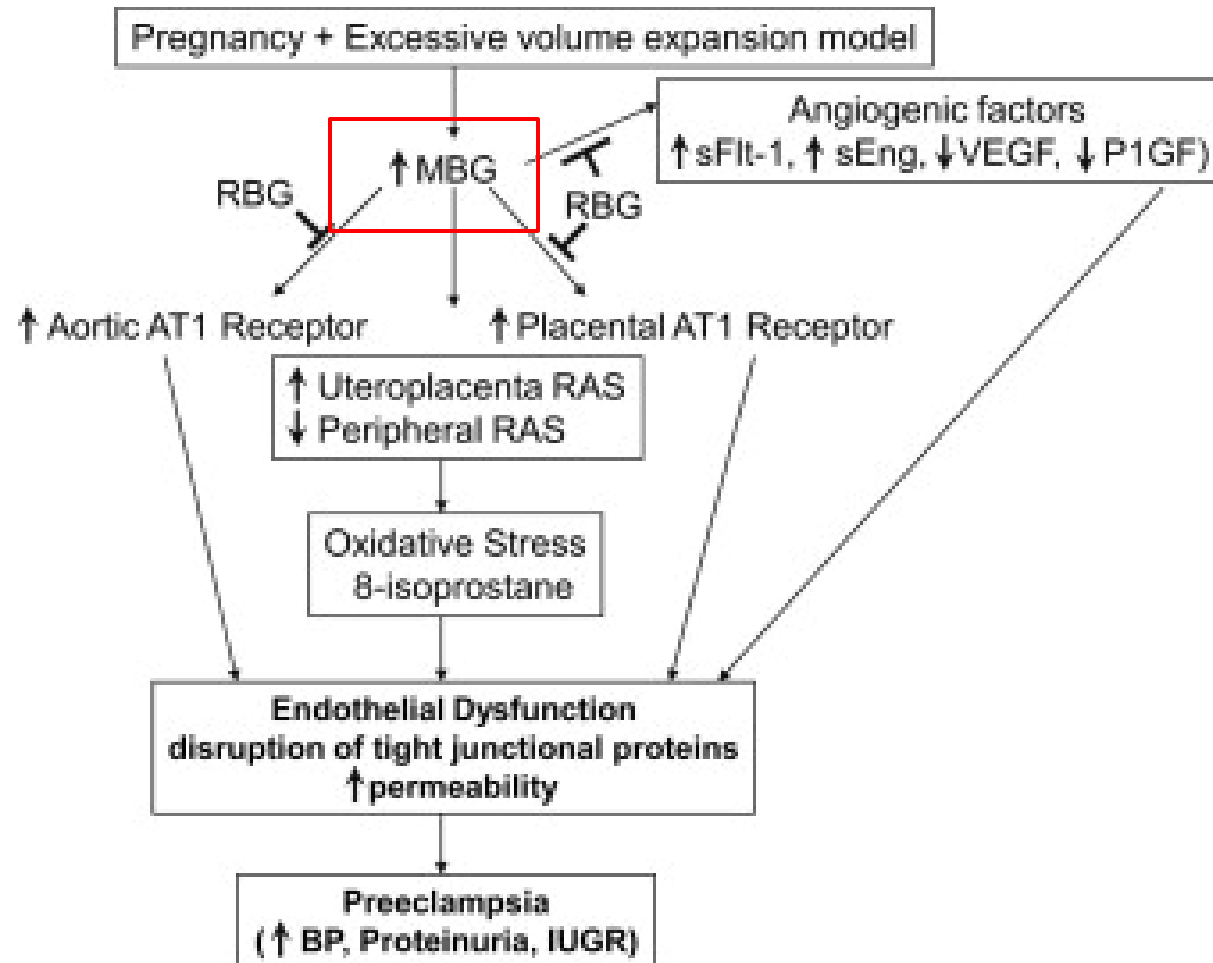 Pregnancy + Excessive volume expansion model
Angiogenic factors
↑sFlt-1, ↑ sEng, ↓VEGF, ↓ P1GF)
↑MBG
RBG
RBG
↑ Aortic AT1 Receptor
↑ Placental AT1 Receptor
↑ Uteroplacenta RAS
↓ Peripheral RAS
Oxidative Stress
8-isoprostane
Endothelial Dysfunction
disruption of tight junctional proteins
↑permeability
Preeclampsia
(↑ BP, Proteinuria, IUGR)